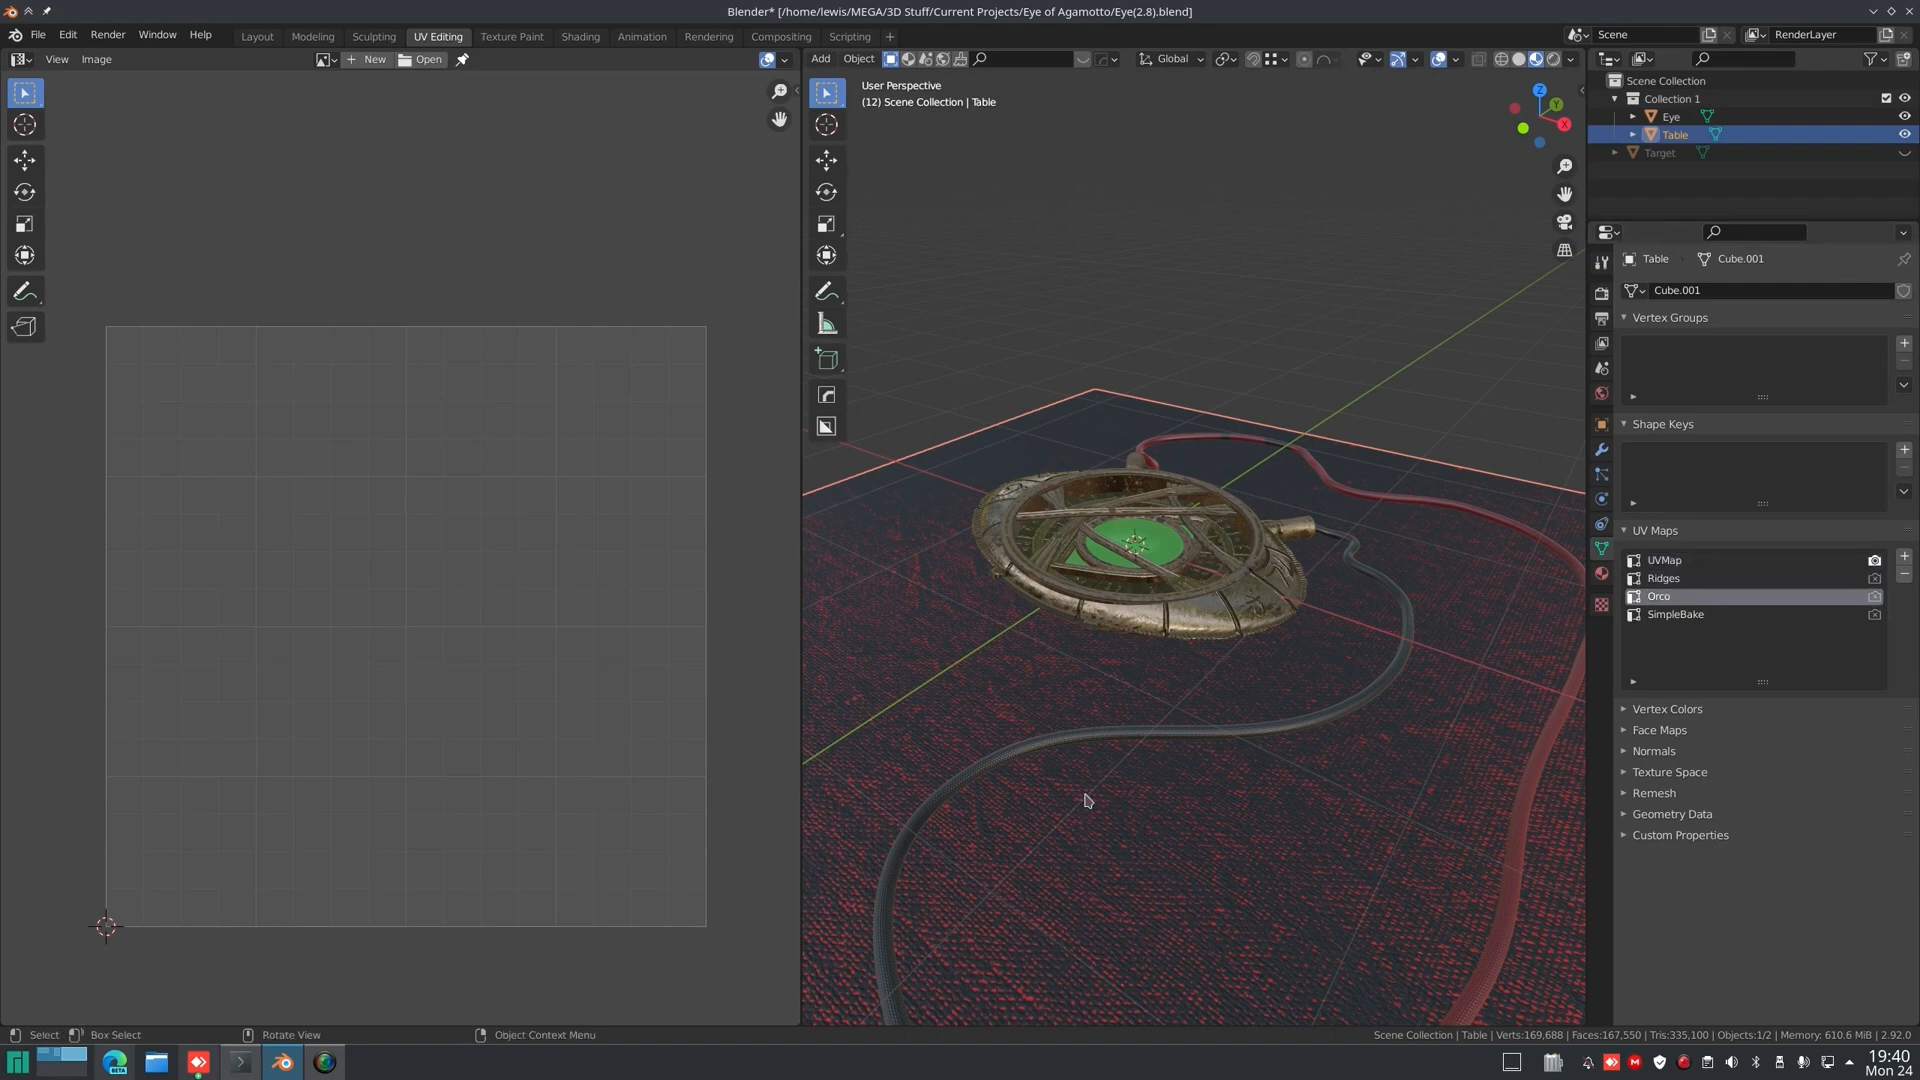 Blender* [/home/lewis/MEGA/3D Stuff/Current Projects/Eye of Agamotto/Eye(2.8).blend]
File Edit Render Window Help
Layout Modeling Sculpting UV Editing Texture Paint Shading Animation Rendering Compositing Scripting
Scene
RenderLayer
View Image
New
Open
Add Object
Global
User Perspective
(12) Scene Collection | Table
Z
Y
X
Scene Collection
Collection 1
Eye
Table
Target
Table
Cube.001
Cube.001
Vertex Groups
Shape Keys
UV Maps
UVMap
Ridges
Orco
SimpleBake
Vertex Colors
Face Maps
Normals
Texture Space
Remesh
Geometry Data
Custom Properties
Select
Box Select
Rotate View
Object Context Menu
Scene Collection | Table | Verts:169,688 | Faces:167,550 | Tris:335,100 | Objects:1/2 | Memory: 610.6 MiB | 2.92.0
BETA
19:40
Mon 24